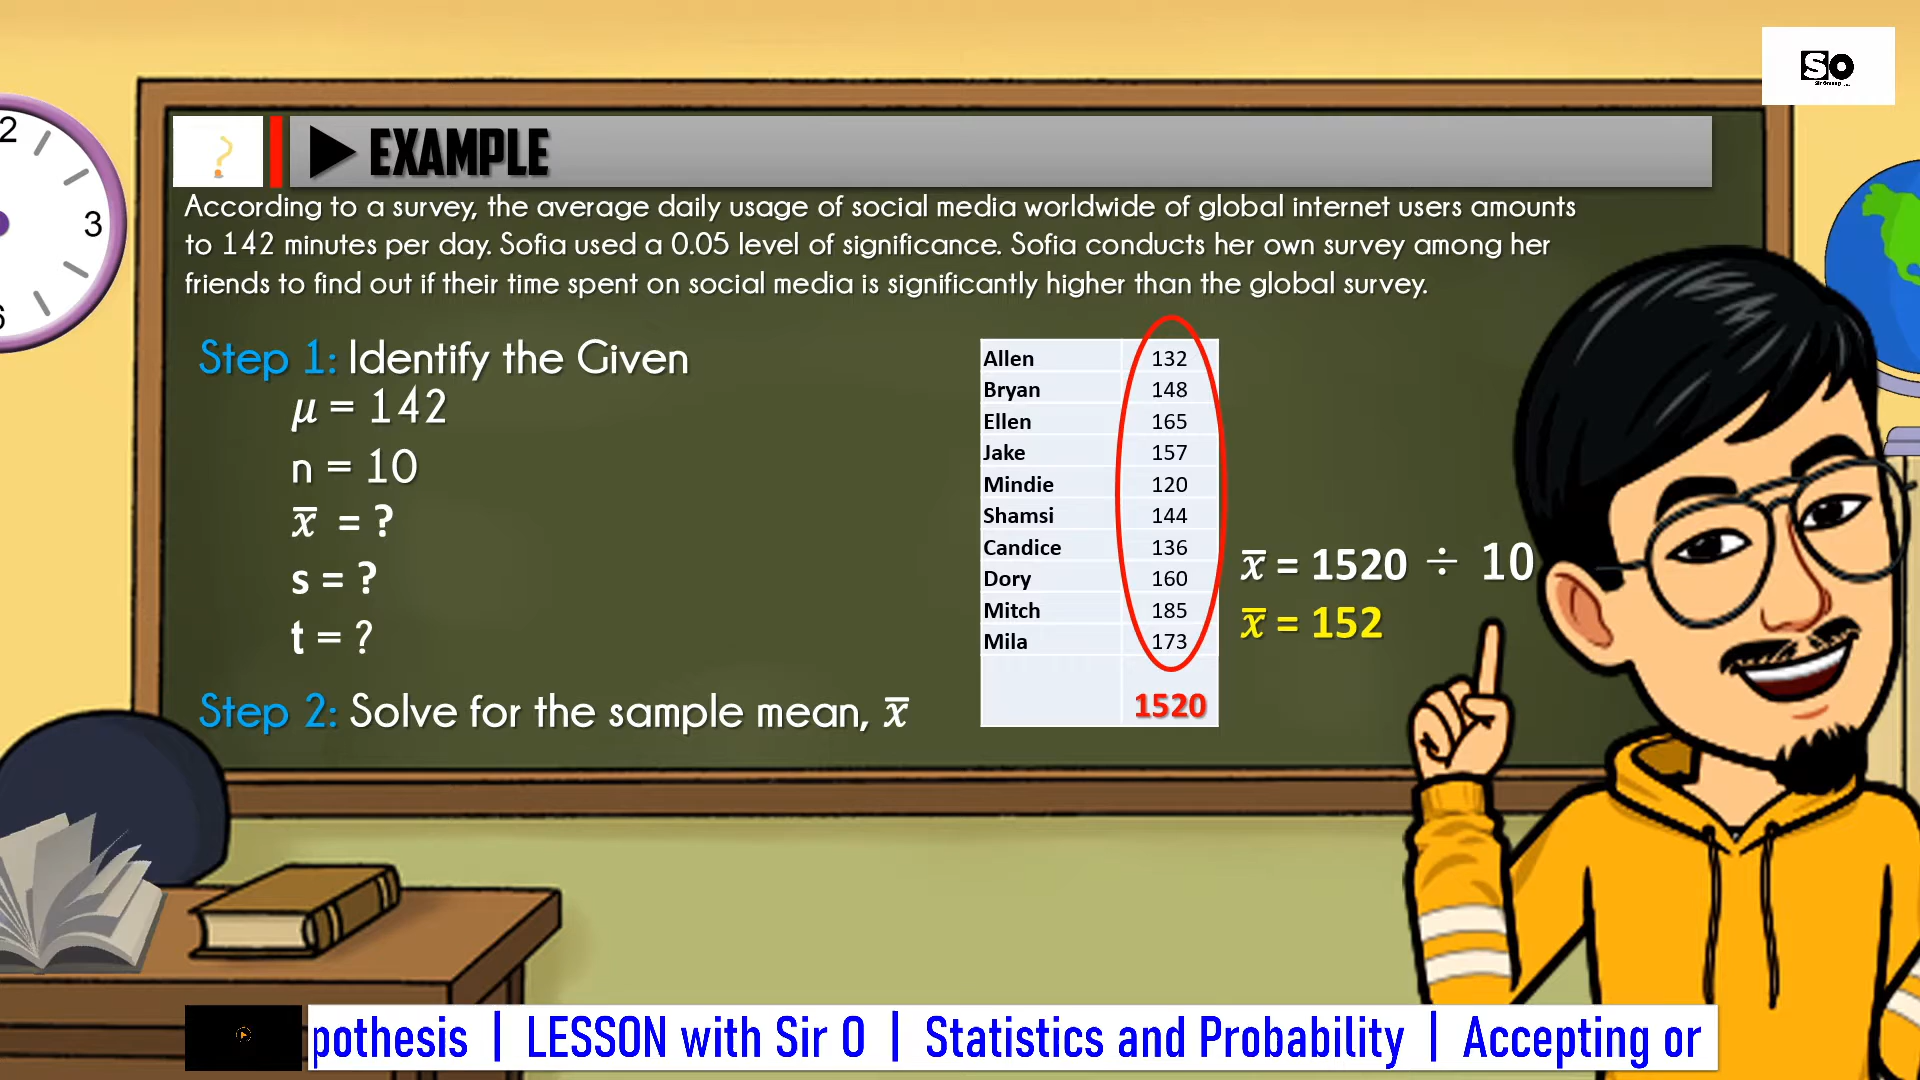 SO
2
3
6
?
EXAMPLE
According to a survey, the average daily usage of social media worldwide of global internet users amounts
to 142 minutes per day. Sofia used a 0.05 level of significance. Sofia conducts her own survey among her
friends to find out if their time spent on social media is significantly higher than the global survey.
Step 1: Identify the Given
μ = 142
n = 10
x̅ = ?
s = ?
t = ?
Step 2: Solve for the sample mean, x̅
Allen 132
Bryan 148
Ellen 165
Jake 157
Mindie 120
Shamsi 144
Candice 136
Dory 160
Mitch 185
Mila 173
1520
x̅ = 1520 ÷ 10
x̅ = 152
pothesis | LESSON with Sir O | Statistics and Probability | Accepting or